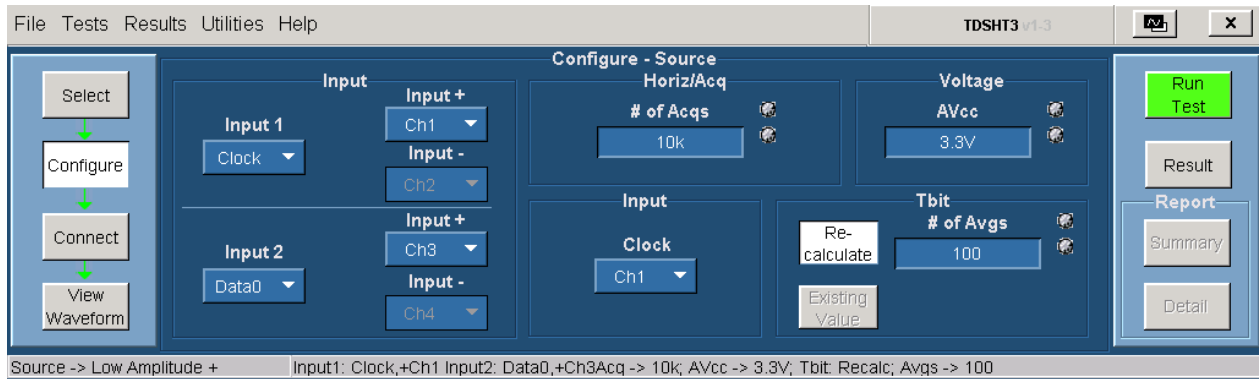 File Tests Results Utilities Help TDSHT3 v1-3 x
Select
Configure
Connect
View
Waveform
Configure - Source
Input
Input 1
Clock
Input +
Ch1
Input -
Ch2
Input 2
Data0
Input +
Ch3
Input -
Ch4
Horiz/Acq
# of Acqs
10k
Voltage
AVcc
3.3V
Input
Clock
Ch1
Tbit
Re-
calculate
Existing
Value
# of Avgs
100
Run
Test
Result
Report
Summary
Detail
Source -> Low Amplitude + Input1: Clock,+Ch1 Input2: Data0,+Ch3Acq -> 10k; AVcc -> 3.3V; Tbit: Recalc; Avgs -> 100